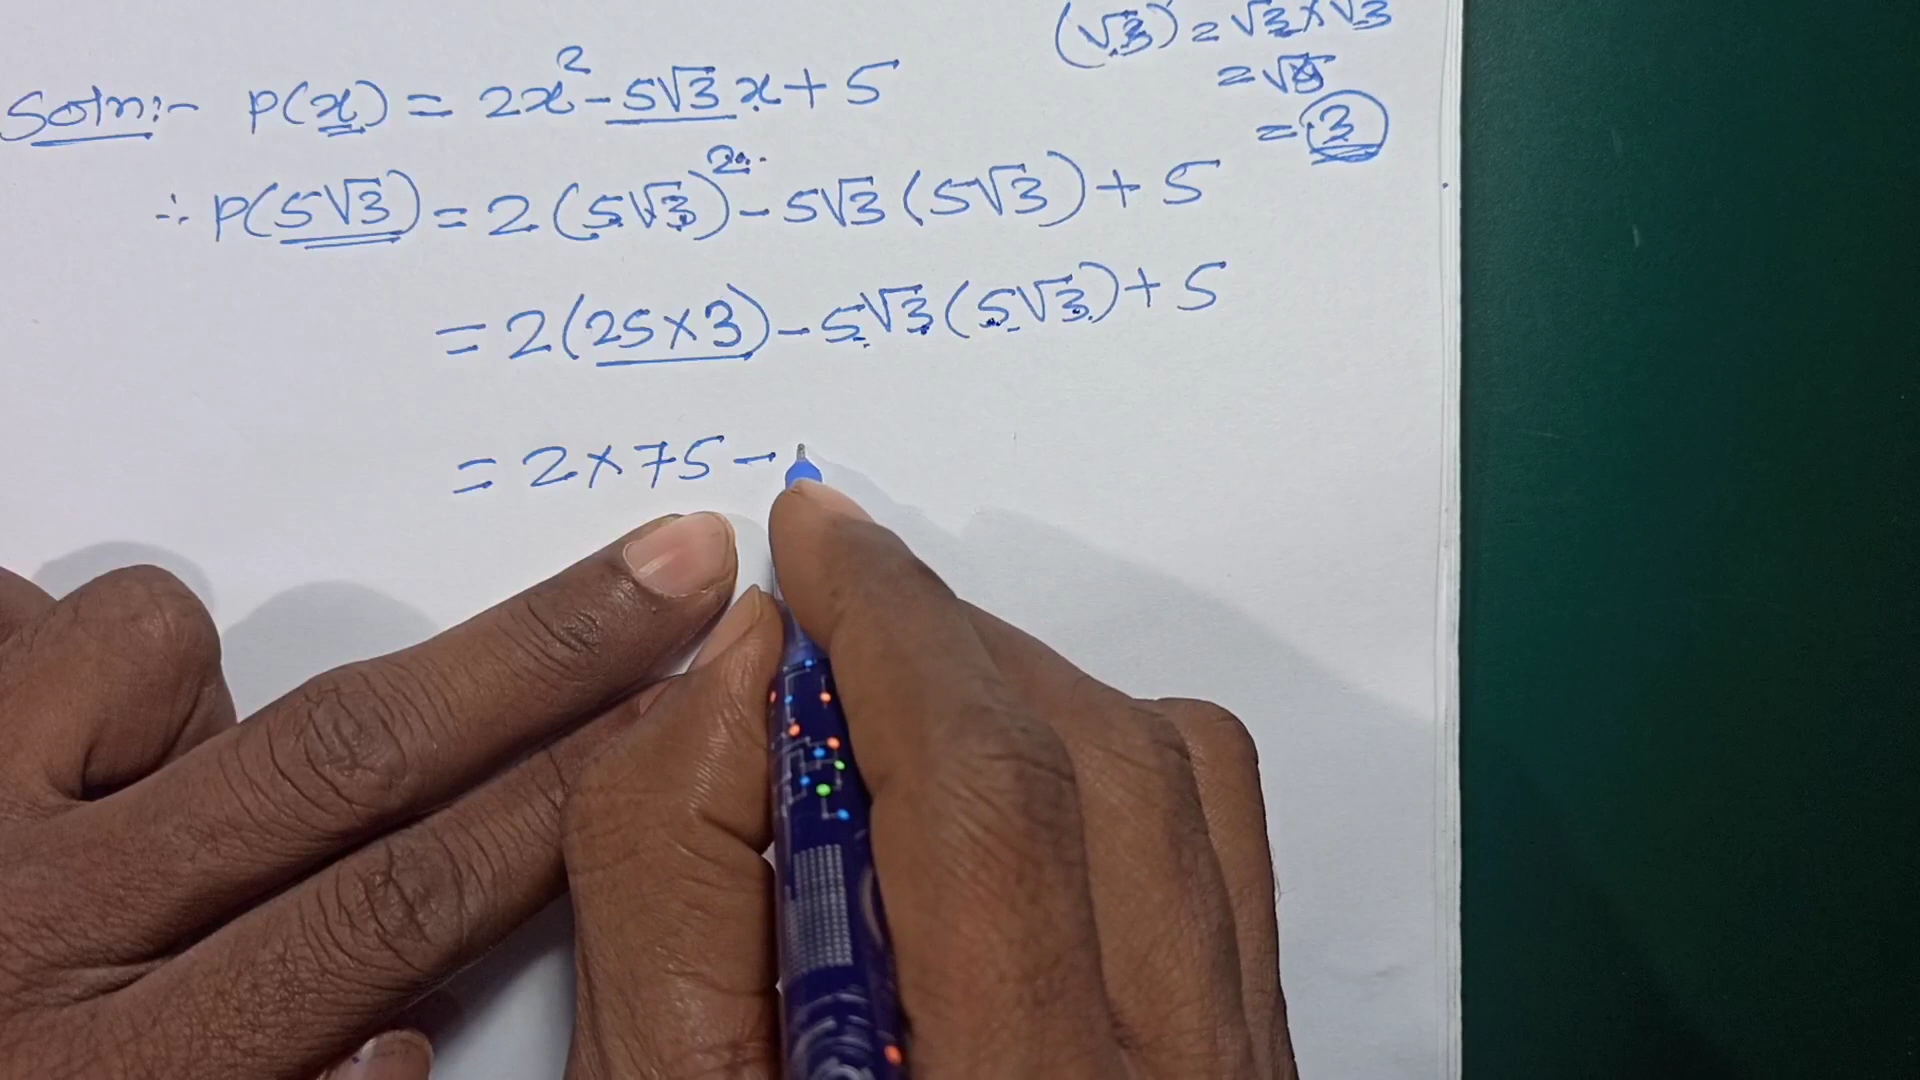 Soln:- P(x) = 2x² - 5√3 x + 5
∴ P(5√3) = 2(5√3)² - 5√3 (5√3) + 5
= 2(25×3) - 5√3 (5√3) + 5
= 2×75 -
(√3)² = √3×√3
= 3